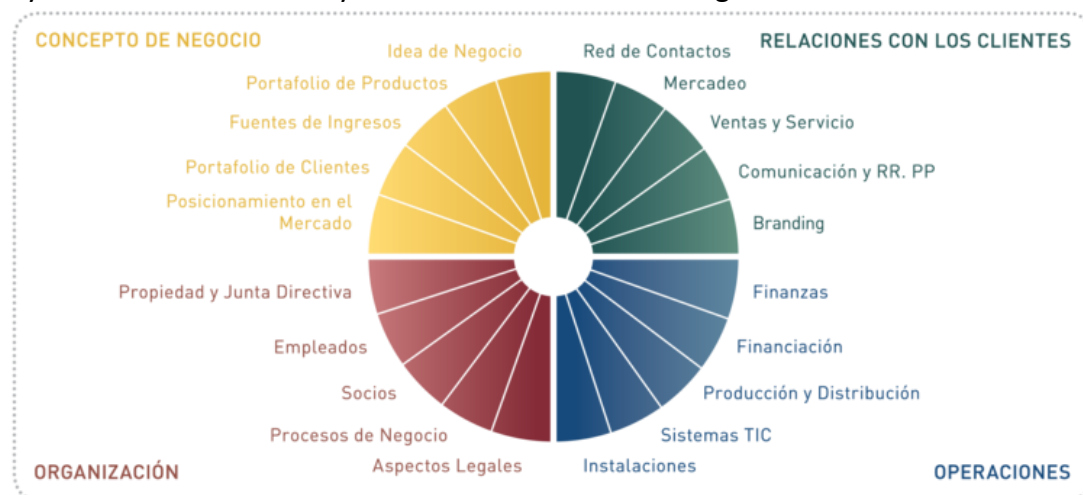 CONCEPTO DE NEGOCIO
Idea de Negocio
Portafolio de Productos
Fuentes de Ingresos
Portafolio de Clientes
Posicionamiento en el
Mercado
RELACIONES CON LOS CLIENTES
Red de Contactos
Mercadeo
Ventas y Servicio
Comunicación y RR. PP
Branding
Propiedad y Junta Directiva
Empleados
Socios
Procesos de Negocio
Aspectos Legales
ORGANIZACIÓN
Finanzas
Financiación
Producción y Distribución
Sistemas TIC
Instalaciones
OPERACIONES